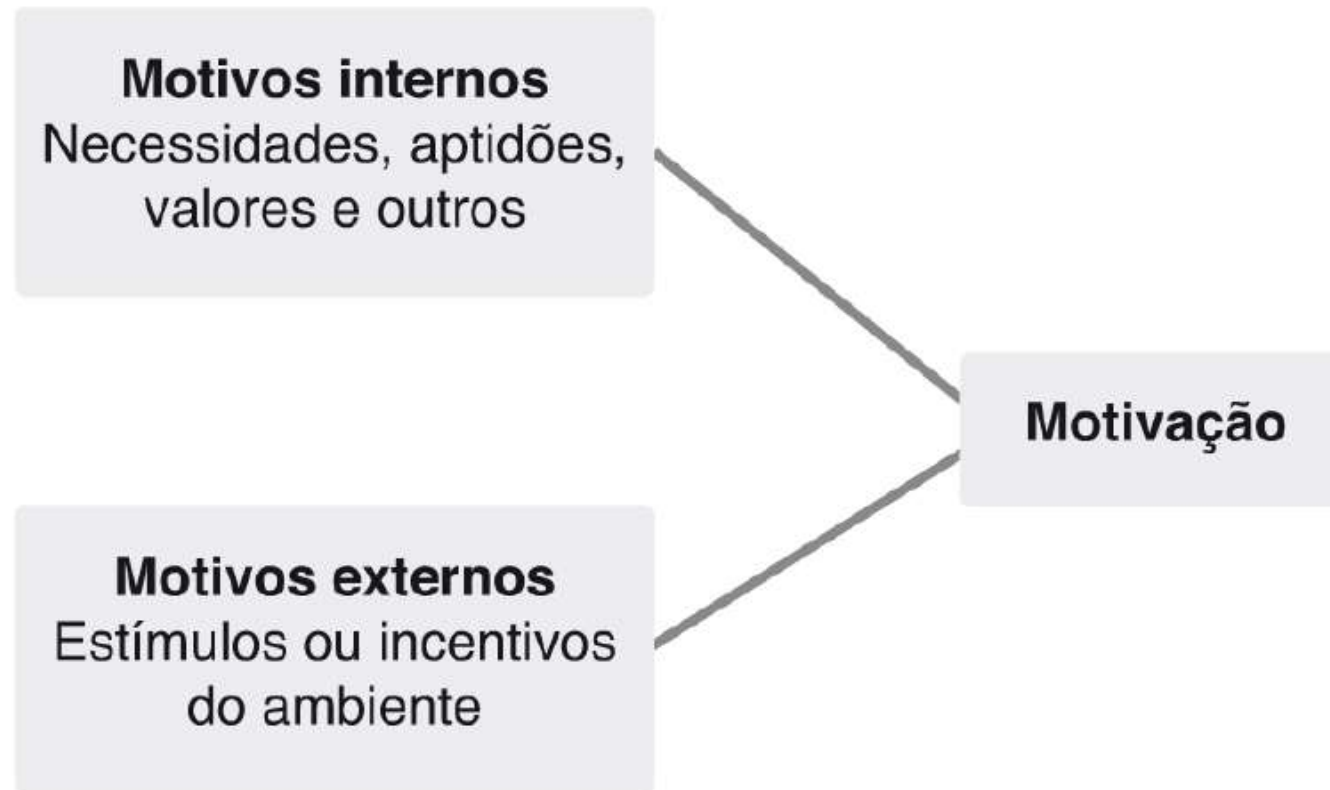 Motivos internos
Necessidades, aptidões,
valores e outros
Motivação
Motivos externos
Estímulos ou incentivos
do ambiente